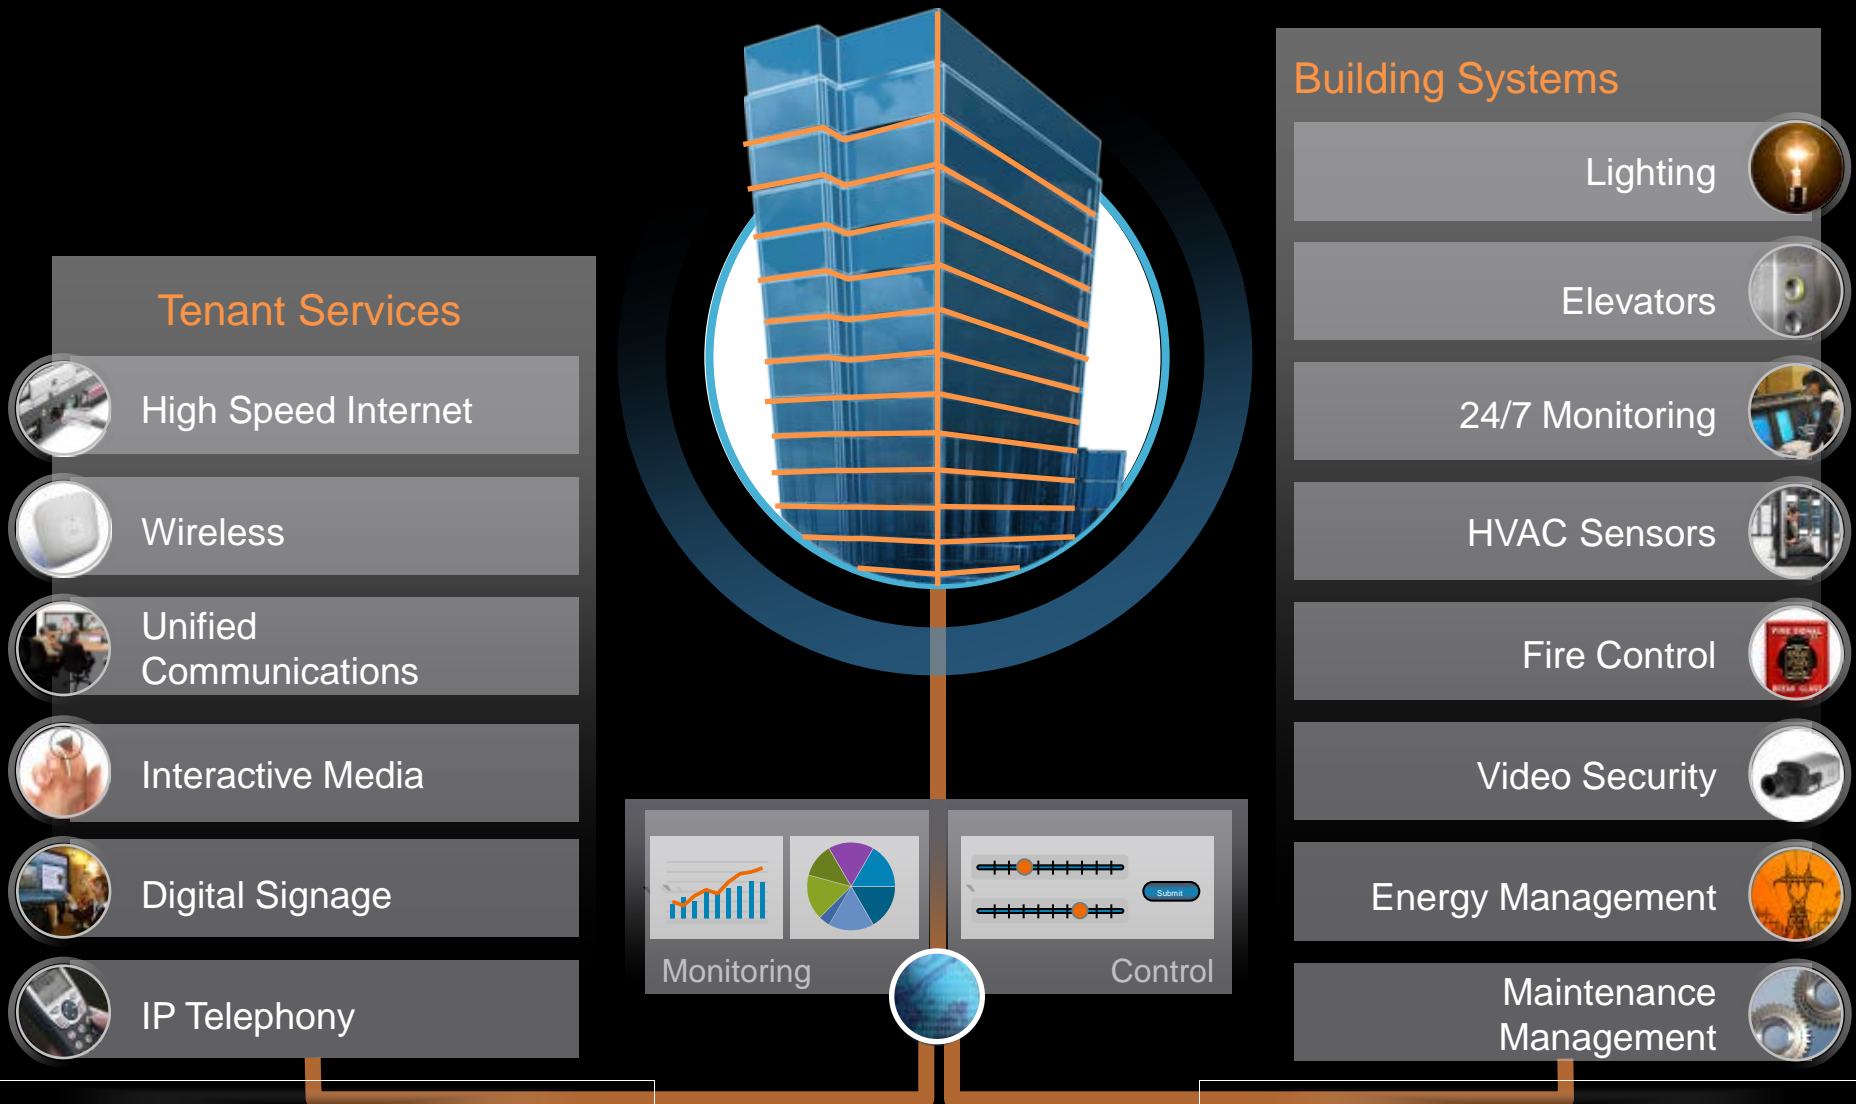 Building Systems
Lighting
Elevators
24/7 Monitoring
HVAC Sensors
Fire Control
Video Security
Energy Management
Maintenance
Management
Tenant Services
High Speed Internet
Wireless
Unified
Communications
Interactive Media
Digital Signage
IP Telephony
Submit
Monitoring
Control